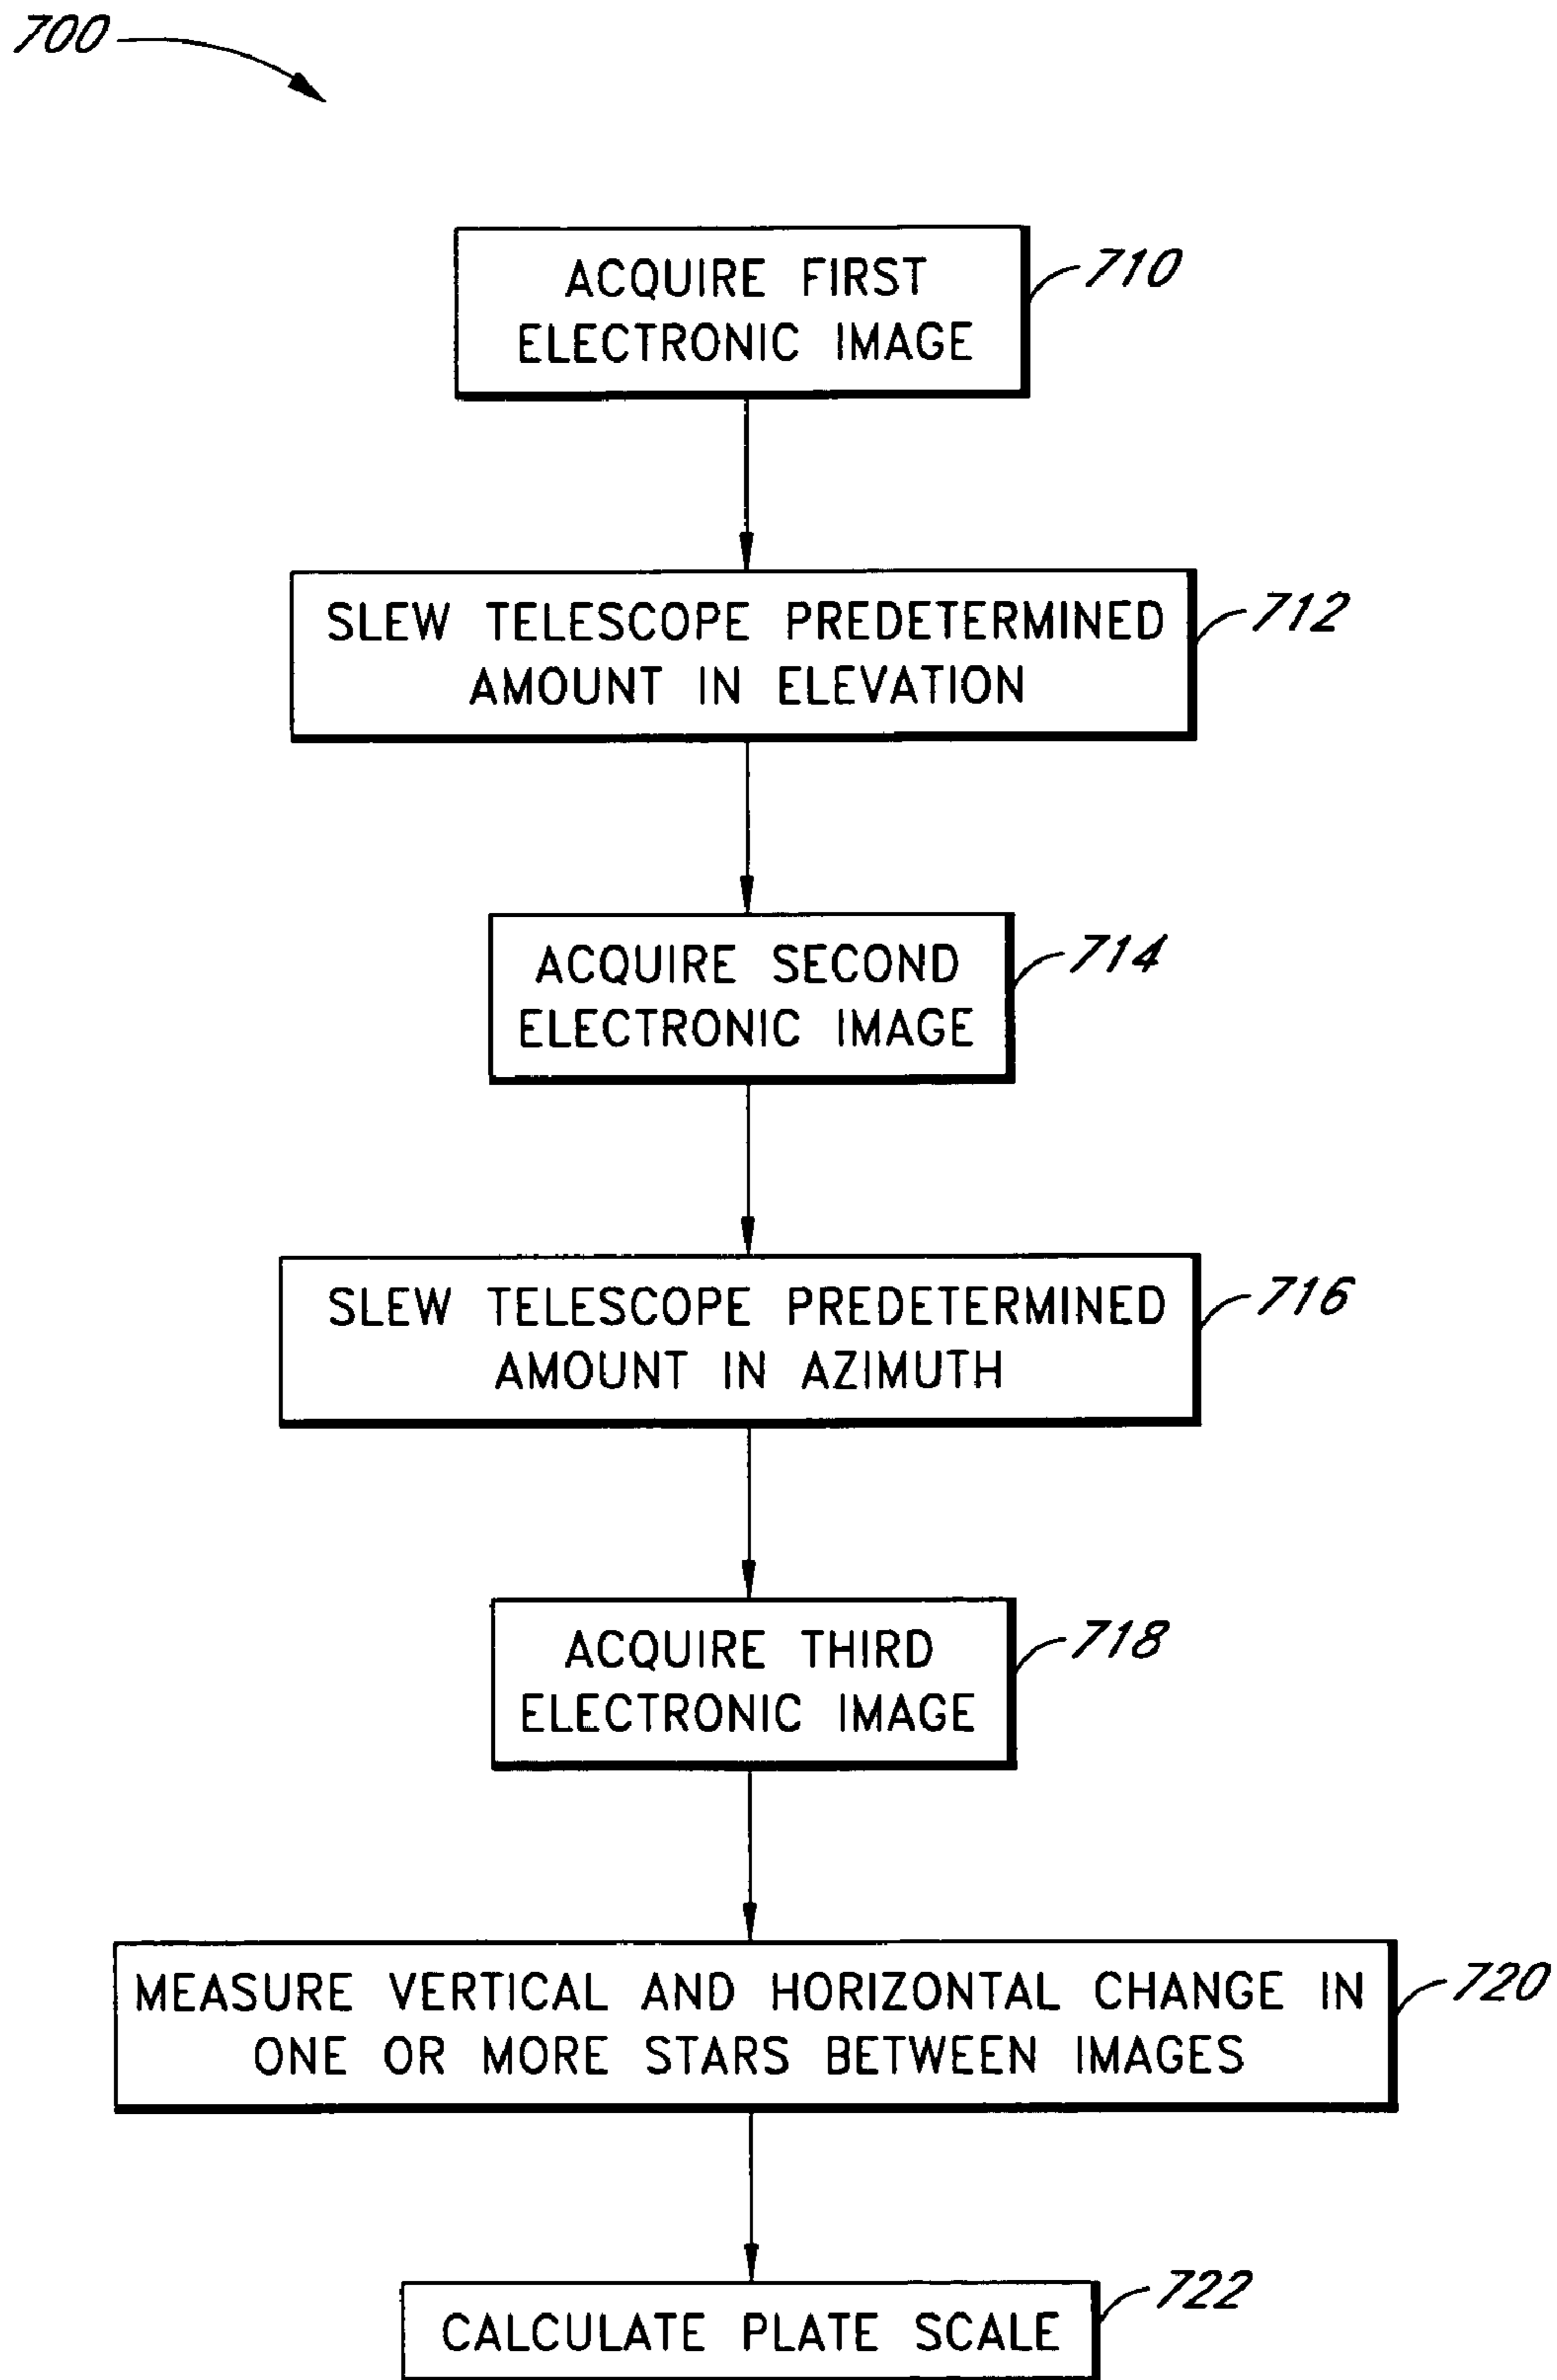 700
ACQUIRE FIRST
ELECTRONIC IMAGE
710
SLEW TELESCOPE PREDETERMINED
AMOUNT IN ELEVATION
712
ACQUIRE SECOND
ELECTRONIC IMAGE
714
SLEW TELESCOPE PREDETERMINED
AMOUNT IN AZIMUTH
716
ACQUIRE THIRD
ELECTRONIC IMAGE
718
MEASURE VERTICAL AND HORIZONTAL CHANGE IN
ONE OR MORE STARS BETWEEN IMAGES
720
CALCULATE PLATE SCALE
722